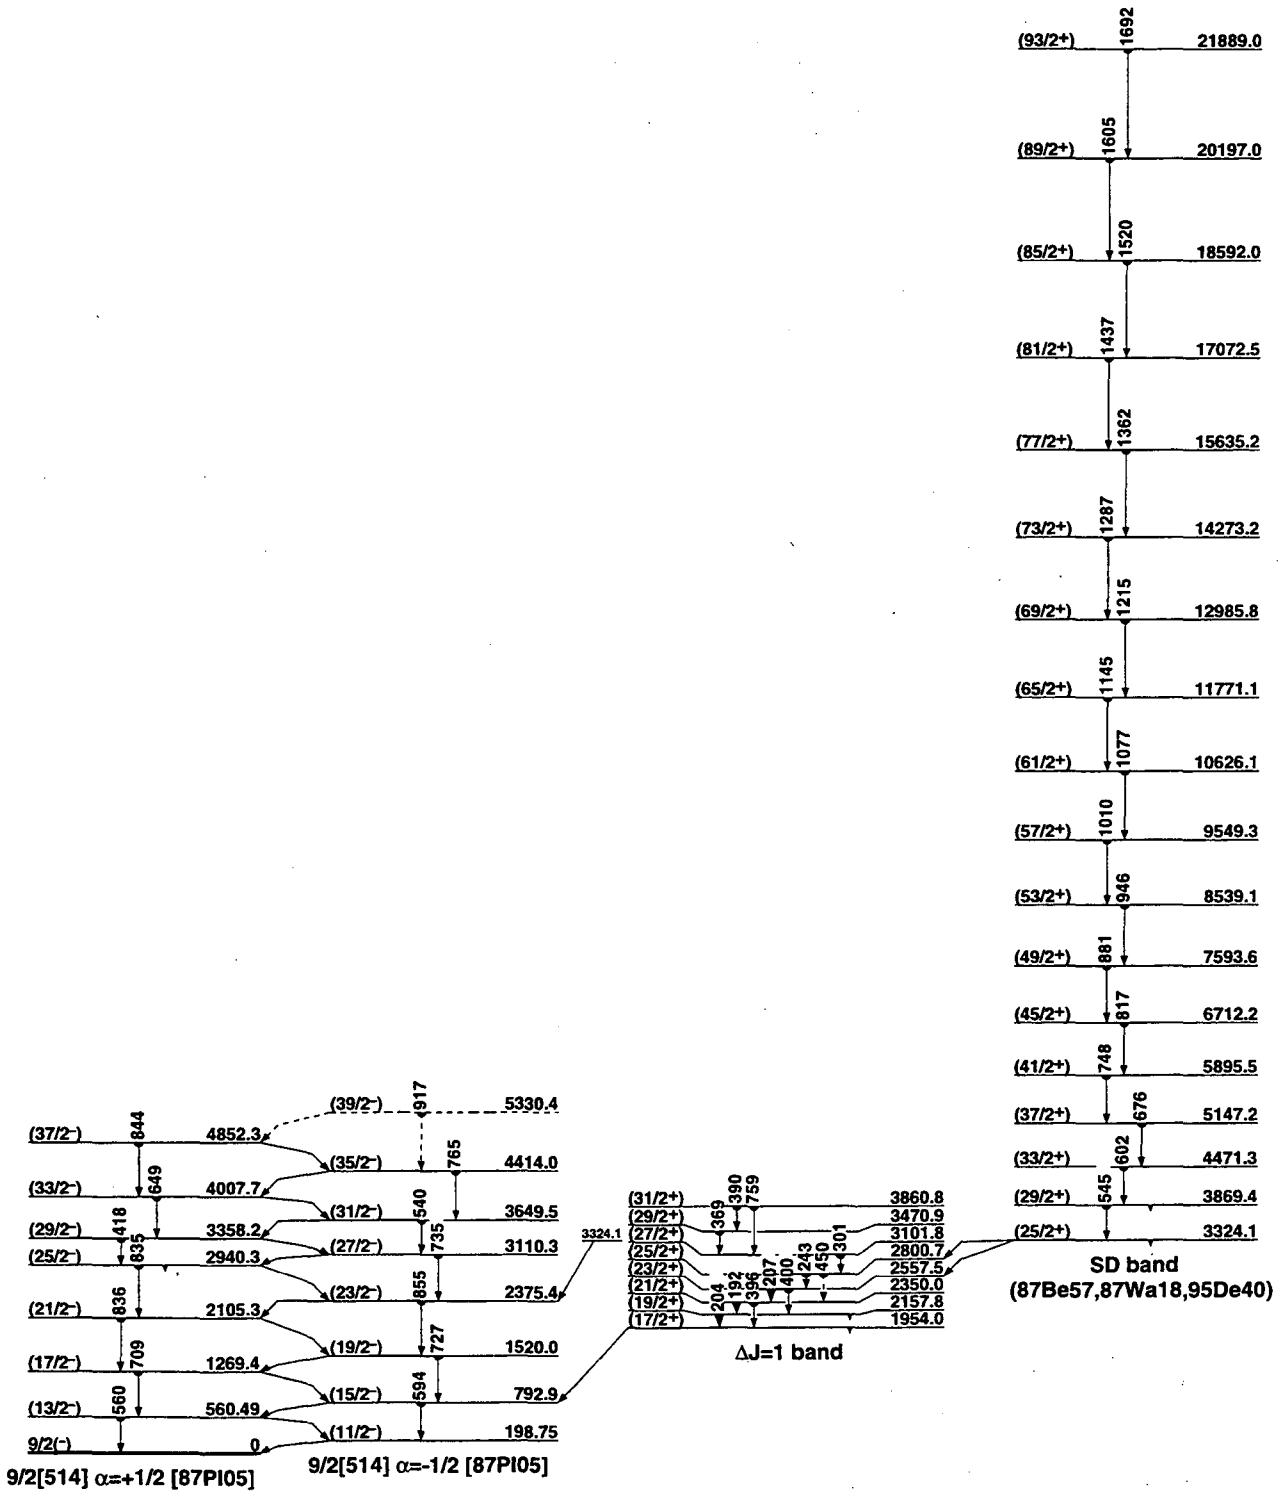 (93/2+) 1692 21889.0
(89/2+) 1605 20197.0
(85/2+) 1520 18592.0
(81/2+) 1437 17072.5
(77/2+) 1362 15635.2
(73/2+) 1287 14273.2
(69/2+) 1215 12985.8
(65/2+) 1145 11771.1
(61/2+) 1077 10626.1
(57/2+) 1010 9549.3
(53/2+) 946 8539.1
(49/2+) 881 7593.6
(45/2+) 817 6712.2
(41/2+) 748 5895.5
(37/2+) 676 5147.2
(33/2+) 602 4471.3
(29/2+) 545 3869.4
(25/2+) 3324.1
SD band
(87Be57,87Wa18,95De40)
(37/2-) 844 4852.3
(33/2-) 649 4007.7
(29/2-) 418 3358.2
(25/2-) 835 2940.3
(21/2-) 836 2105.3
(17/2-) 709 1269.4
(13/2-) 560 560.49
9/2(-) 0
9/2[514] α=+1/2 [87Pl05]
(39/2-) 917 5330.4
(35/2-) 765 4414.0
(31/2-) 540 3649.5
(27/2-) 735 3110.3
(23/2-) 855 2375.4
(19/2-) 727 1520.0
(15/2-) 594 792.9
(11/2-) 198.75
9/2[514] α=-1/2 [87Pl05]
3324.1
(31/2+) 390 759 3860.8
(29/2+) 369 3470.9
(27/2+) 301 3101.8
(25/2+) 243 450 2800.7
(23/2+) 207 400 2557.5
(21/2+) 192 396 2350.0
(19/2+) 204 2157.8
(17/2+) 1954.0
ΔJ=1 band